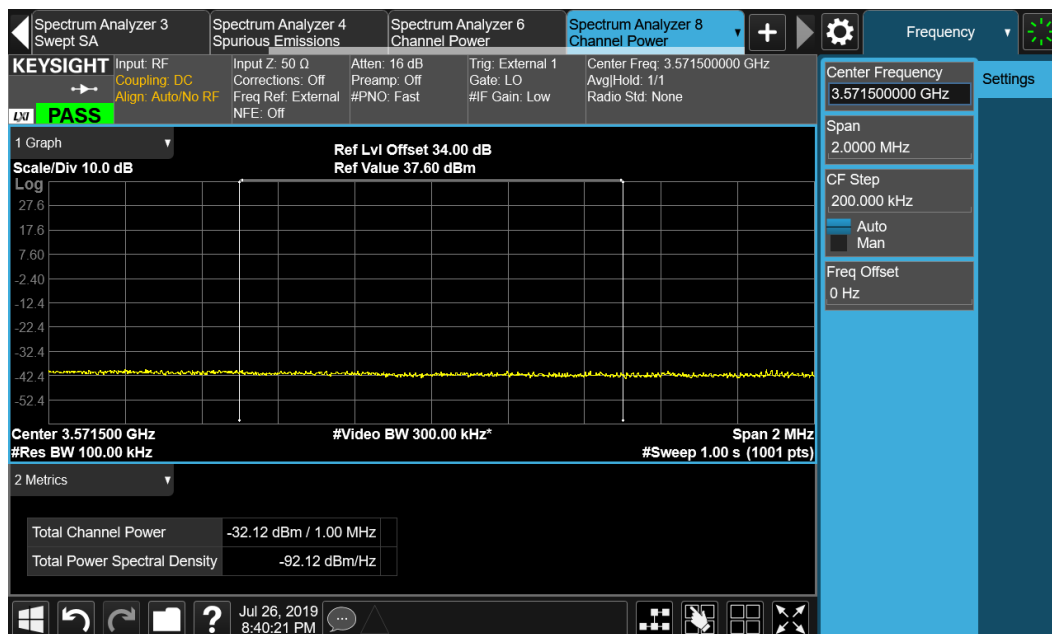 Spectrum Analyzer 3
Swept SA
Spectrum Analyzer 4
Spurious Emissions
Spectrum Analyzer 6
Channel Power
Spectrum Analyzer 8
Channel Power
Frequency
KEYSIGHT
Input: RF
Coupling: DC
Align: Auto/No RF
Input Z: 50 Ω
Corrections: Off
Freq Ref: External
NFE: Off
Atten: 16 dB
Preamp: Off
#PNO: Fast
Trig: External 1
Gate: LO
#IF Gain: Low
Center Freq: 3.571500000 GHz
Avg|Hold: 1/1
Radio Std: None
LXI PASS
Center Frequency
3.571500000 GHz
Settings
Span
2.0000 MHz
CF Step
200.000 kHz
Auto
Man
Freq Offset
0 Hz
1 Graph
Scale/Div 10.0 dB
Ref Lvl Offset 34.00 dB
Ref Value 37.60 dBm
Log
27.6
17.6
7.60
-2.40
-12.4
-22.4
-32.4
-42.4
-52.4
Center 3.571500 GHz
#Res BW 100.00 kHz
#Video BW 300.00 kHz*
Span 2 MHz
#Sweep 1.00 s (1001 pts)
2 Metrics
Total Channel Power -32.12 dBm / 1.00 MHz
Total Power Spectral Density -92.12 dBm/Hz
Jul 26, 2019
8:40:21 PM